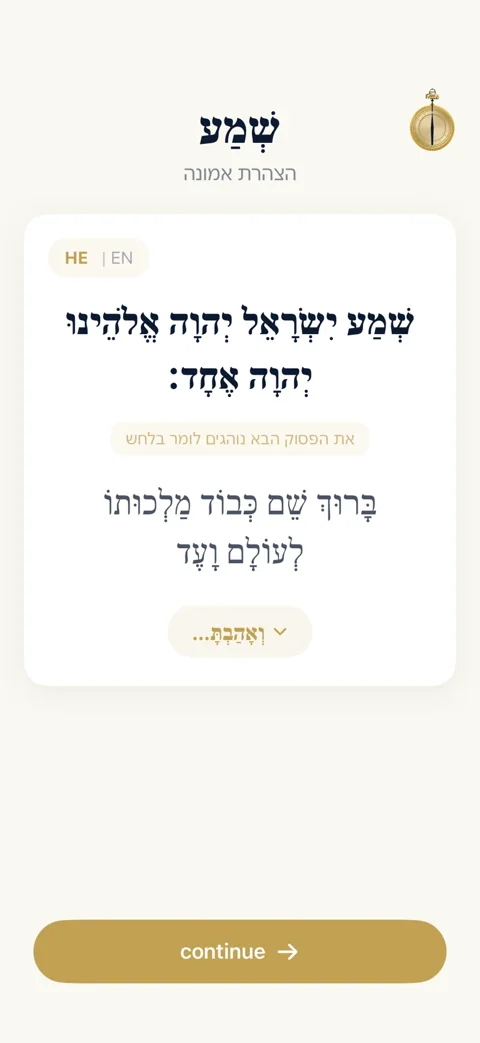 שְׁמַע
הצהרת אמונה
HE | EN
שְׁמַע יִשְׂרָאֵל יְהוָה אֱלֹהֵינוּ
יְהוָה אֶחָד:
את הפסוק הבא נוהגים לומר בלחש
בָּרוּךְ שֵׁם כְּבוֹד מַלְכוּתוֹ
לְעוֹלָם וָעֶד
וְאָהַבְתָּ...
continue →